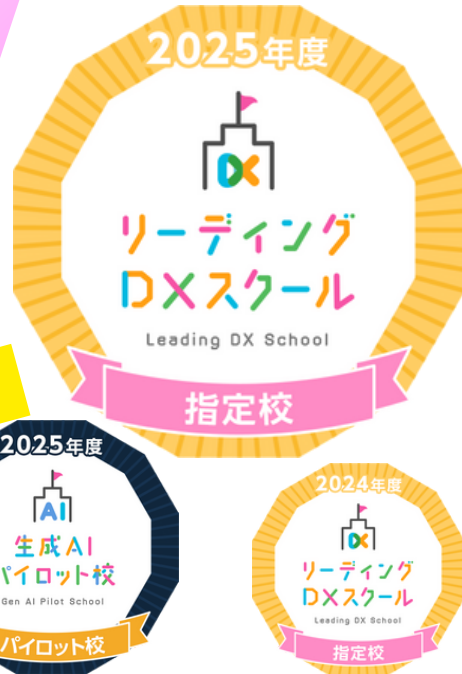 2025年度
DX
リーディング
DXスクール
Leading DX School
指定校
2025年度
AI
生成AI
パイロット校
Gen AI Pilot School
パイロット校
2024年度
DX
リーディング
DXスクール
Leading DX School
指定校